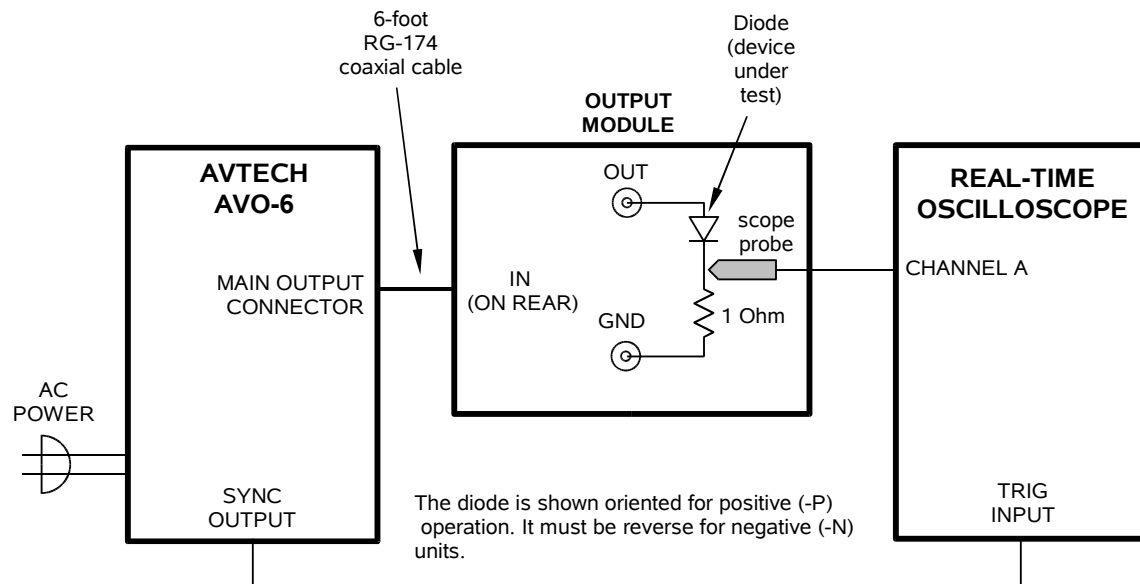 6-foot
RG-174
coaxial cable
Diode
(device
under
test)
OUTPUT
MODULE
AVTECH
AVO-6
OUT
REAL-TIME
OSCILLOSCOPE
scope
probe
MAIN OUTPUT
CONNECTOR
IN
(ON REAR)
CHANNEL A
GND
1 Ohm
AC
POWER
SYNC
OUTPUT
The diode is shown oriented for positive (-P)
operation. It must be reverse for negative (-N)
units.
TRIG
INPUT